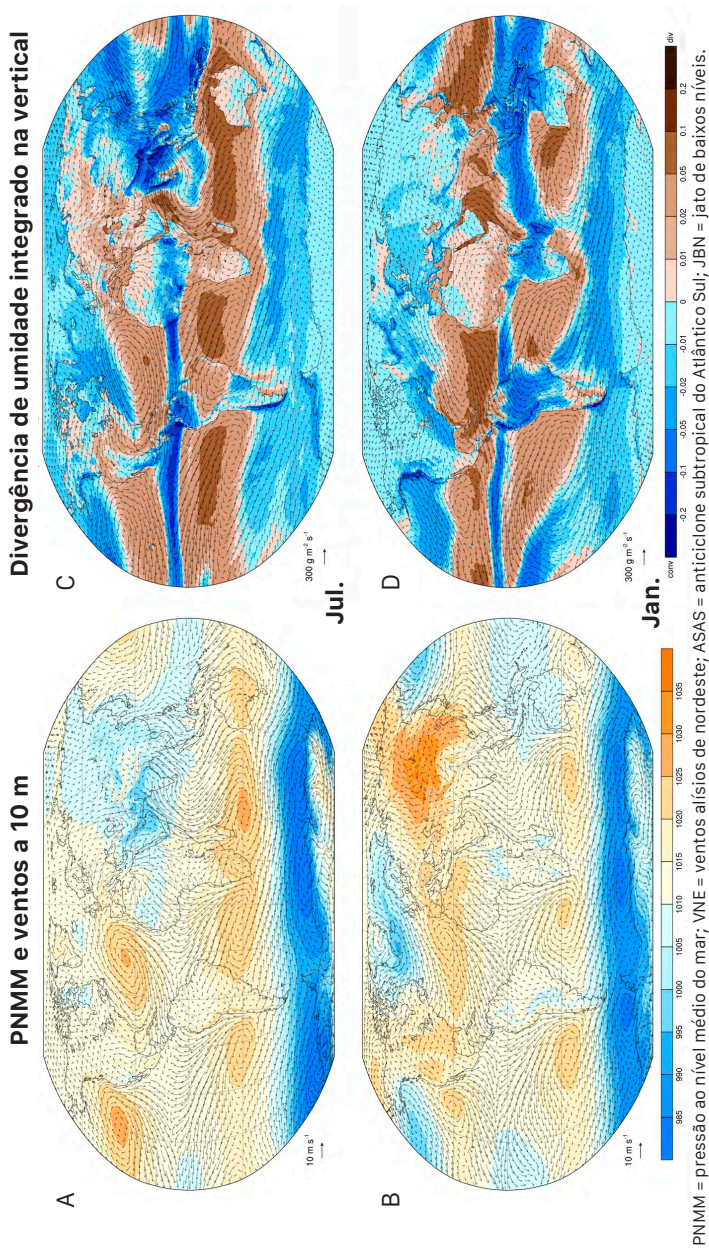 PNMM e ventos a 10 m
Divergência de umidade integrado na vertical
A
10 m s⁻¹
C
300 g m⁻² s⁻¹
Jul.
B
10 m s⁻¹
D
300 g m⁻² s⁻¹
Jan.
985 990 995 1000 1005 1010 1015 1020 1025 1030 1035
conv -0.2 -0.1 -0.05 -0.02 -0.01 0 0.01 0.02 0.05 0.1 0.2 div
PNMM = pressão ao nível médio do mar; VNE = ventos alísios de nordeste; ASAS = anticiclone subtropical do Atlântico Sul; JBN = jato de baixos níveis.